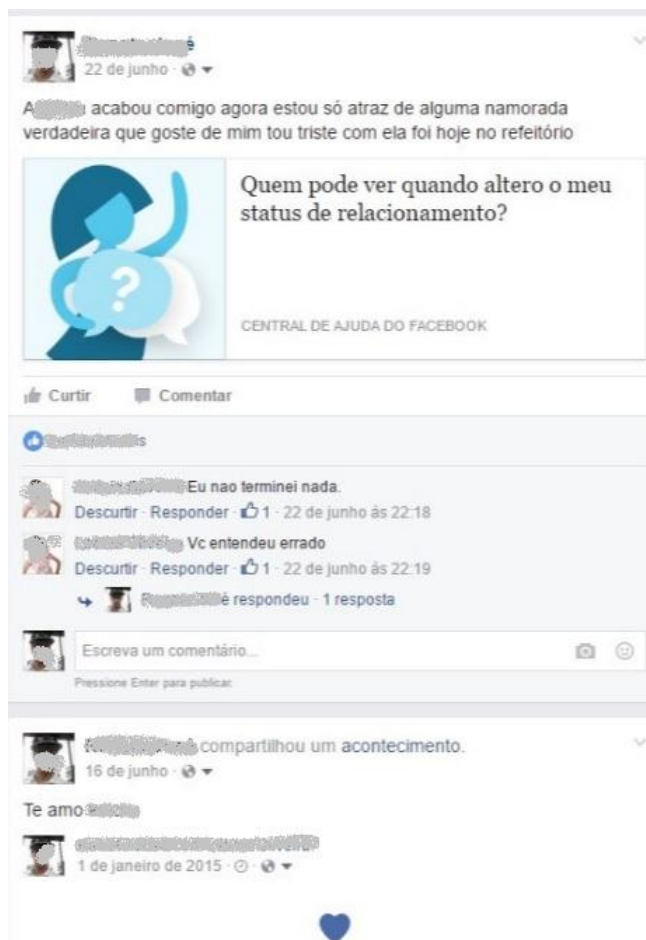 22 de junho
acabou comigo agora estou só atraz de alguma namorada
verdadeira que goste de mim tou triste com ela foi hoje no refeitório
Quem pode ver quando altero o meu
status de relacionamento?
CENTRAL DE AJUDA DO FACEBOOK
Curtir Comentar
Eu nao terminei nada.
Descurtir · Responder · 1 · 22 de junho às 22:18
Vc entendeu errado
Descurtir · Responder · 1 · 22 de junho às 22:19
respondeu · 1 resposta
Escreva um comentário...
Pressione Enter para publicar.
compartilhou um acontecimento.
16 de junho
Te amo
1 de janeiro de 2015